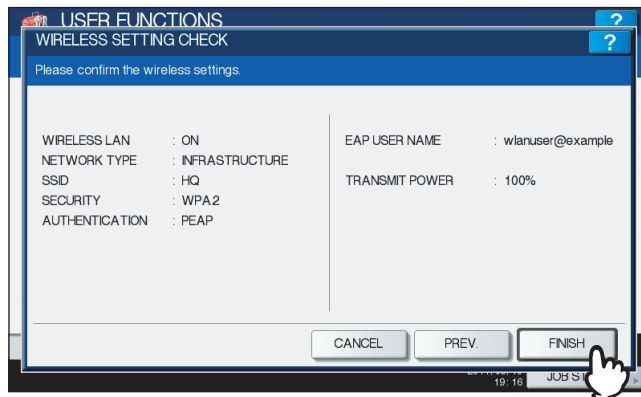 USER FUNCTIONS
?
WIRELESS SETTING CHECK
?
Please confirm the wireless settings.
WIRELESS LAN : ON
NETWORK TYPE : INFRASTRUCTURE
SSID : HQ
SECURITY : WPA2
AUTHENTICATION : PEAP
EAP USER NAME : wlanuser@example
TRANSMIT POWER : 100%
CANCEL
PREV.
FINISH
19: 16
JOB